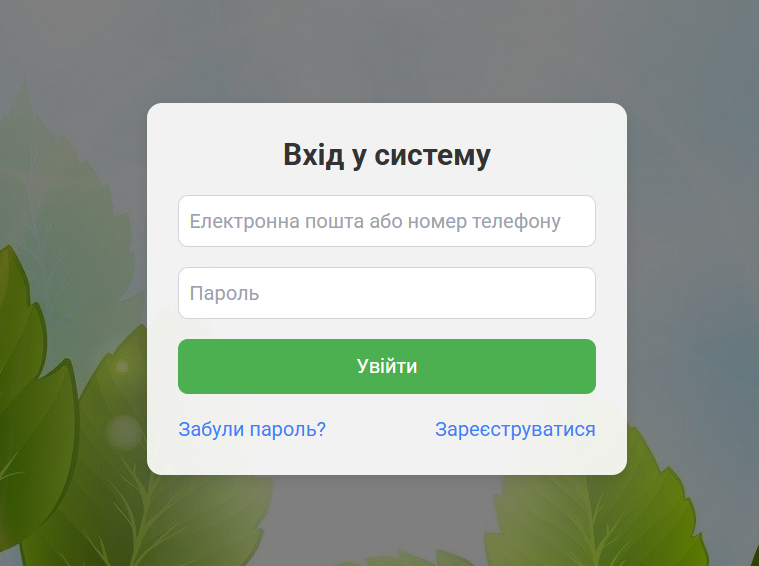 Вхід у систему
Електронна пошта або номер телефону
Пароль
Увійти
Забули пароль? Зареєструватися